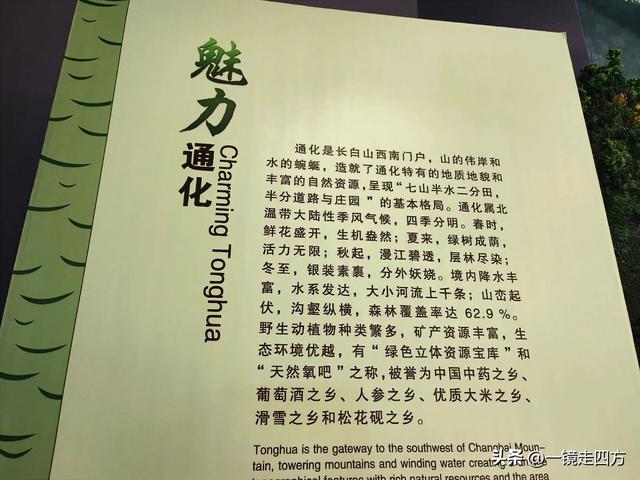 魅力
通化
Charming Tonghua
通化是长白山西南门户，山的伟岸和
水的蜿蜒，造就了通化特有的地质地貌和
丰富的自然资源，呈现“七山半水二分田，
半分道路与庄园 ”的基本格局。通化属北
温带大陆性季风气候，四季分明。春时，
鲜花盛开，生机盎然；夏来，绿树成荫，
活力无限；秋起，漫江碧透，层林尽染；
冬至，银装素裹，分外妖娆。境内降水丰
富，水系发达，大小河流上千条；山峦起
伏，沟壑纵横，森林覆盖率达 62.9 %。
野生动植物种类繁多，矿产资源丰富，生
态环境优越，有“ 绿色立体资源宝库” 和
“ 天然氧吧 ” 之称，被誉为中国中药之乡、
葡萄酒之乡、人参之乡、优质大米之乡、
滑雪之乡和松花砚之乡。
Tonghua is the gateway to the southwest of Changbai Moun-
tain, towering mountains and winding water creating
features with rich natural resources and the area
头条 @一镜走四方